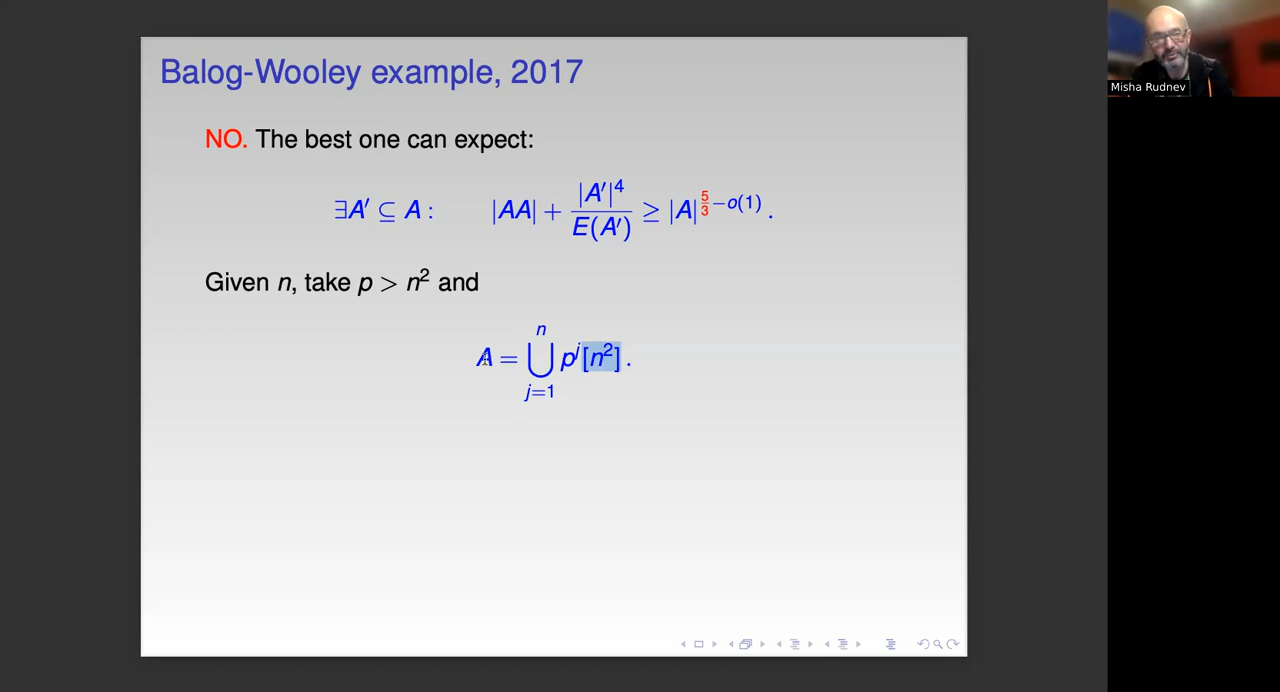 Balog-Wooley example, 2017
Misha Rudnev
NO. The best one can expect:
∃A′ ⊆ A : |AA| + |A′|⁴ / E(A′) ≥ |A|^{5/3 − o(1)} .
Given n, take p > n² and
A = ⋃_{j=1}^{n} p^j [n²] .